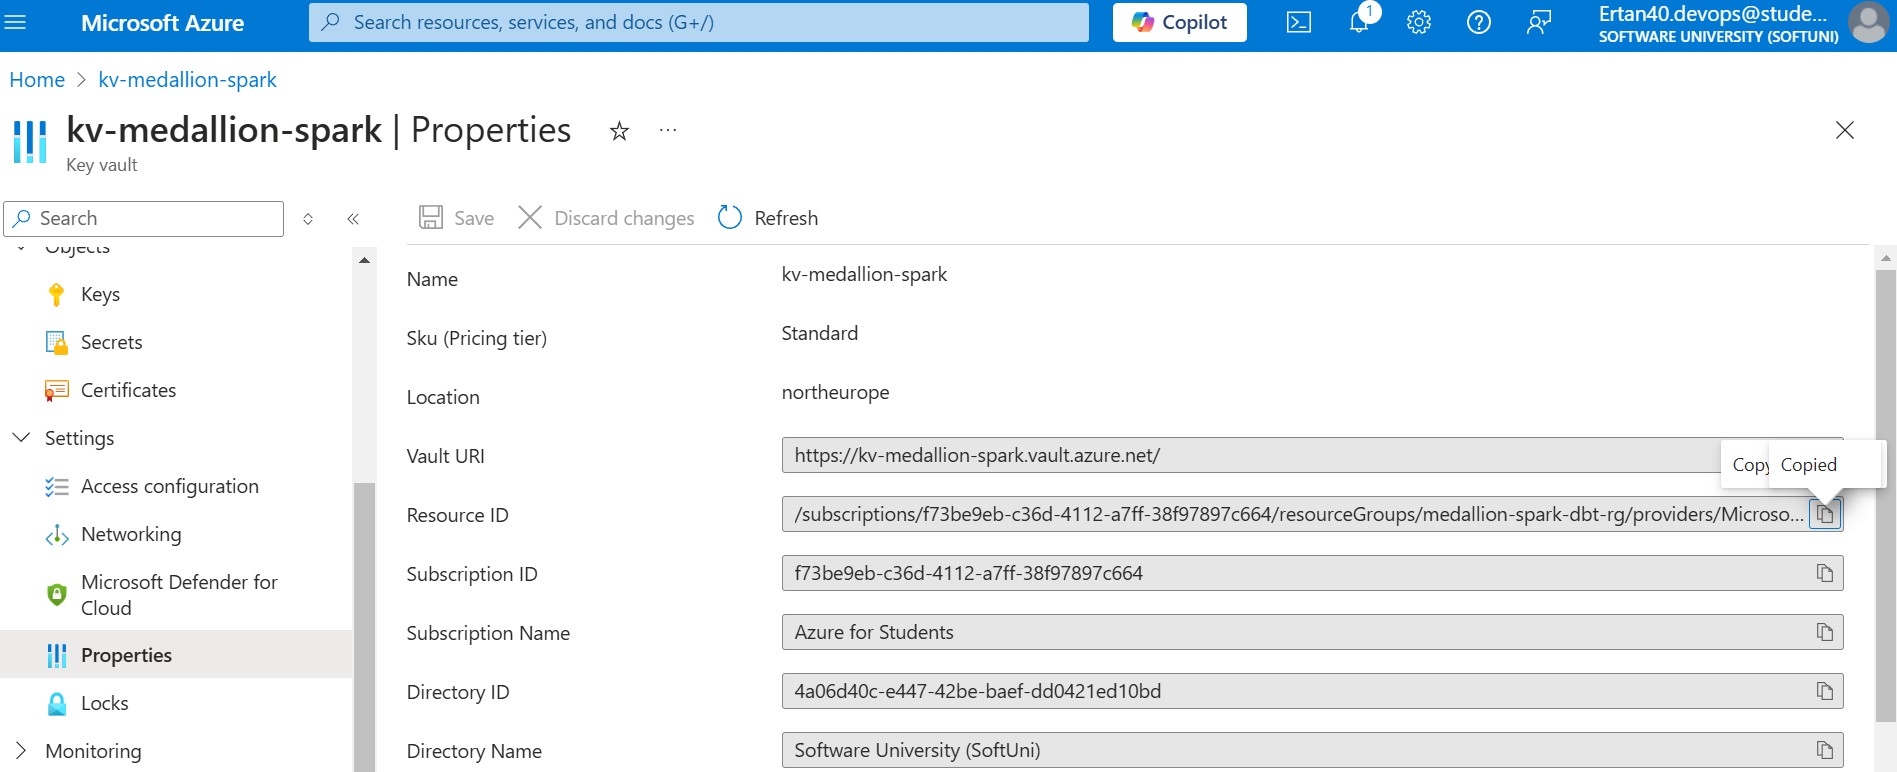 Microsoft Azure
Search resources, services, and docs (G+/)
Copilot
1
Ertan40.devops@stude...
SOFTWARE UNIVERSITY (SOFTUNI)
Home > kv-medallion-spark
kv-medallion-spark | Properties
Key vault
Search
Save
Discard changes
Refresh
Objects
Keys
Secrets
Certificates
Settings
Access configuration
Networking
Microsoft Defender for
Cloud
Properties
Locks
Monitoring
Name
kv-medallion-spark
Sku (Pricing tier)
Standard
Location
northeurope
Vault URI
https://kv-medallion-spark.vault.azure.net/
Copy
Copied
Resource ID
/subscriptions/f73be9eb-c36d-4112-a7ff-38f97897c664/resourceGroups/medallion-spark-dbt-rg/providers/Microso...
Subscription ID
f73be9eb-c36d-4112-a7ff-38f97897c664
Subscription Name
Azure for Students
Directory ID
4a06d40c-e447-42be-baef-dd0421ed10bd
Directory Name
Software University (SoftUni)